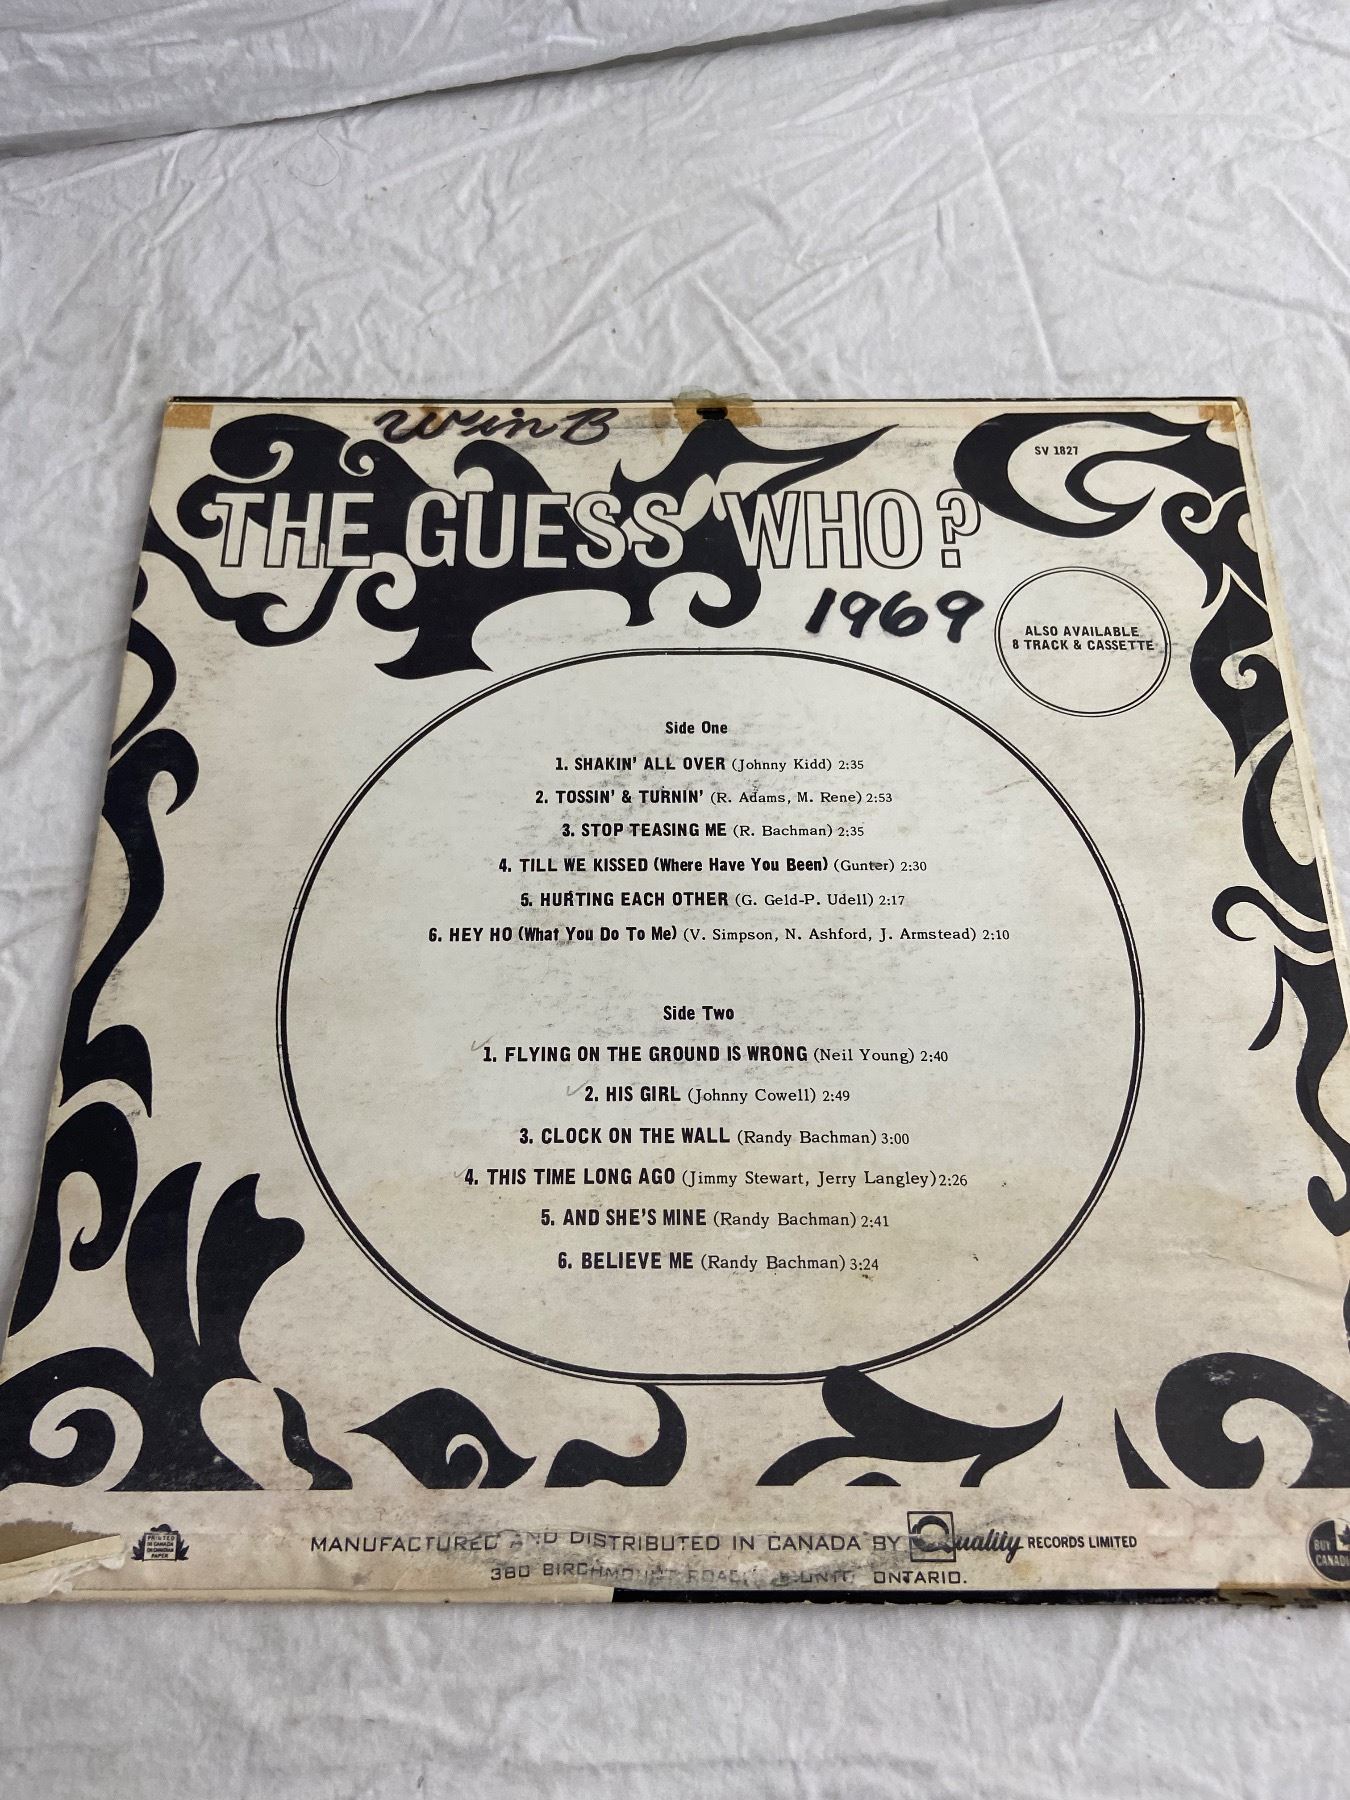 B
SV 1827
THE GUESS WHO?
1969
ALSO AVAILABLE
8 TRACK & CASSETTE
Side One
1. SHAKIN' ALL OVER (Johnny Kidd) 2:35
2. TOSSIN' & TURNIN' (R. Adams, M. Rene) 2:53
3. STOP TEASING ME (R. Bachman) 2:35
4. TILL WE KISSED (Where Have You Been) (Gunter) 2:30
5. HURTING EACH OTHER (G. Geld-P. Udell) 2:17
6. HEY HO (What You Do To Me) (V. Simpson, N. Ashford, J. Armstead) 2:10
Side Two
1. FLYING ON THE GROUND IS WRONG (Neil Young) 2:40
2. HIS GIRL (Johnny Cowell) 2:49
3. CLOCK ON THE WALL (Randy Bachman) 3:00
4. THIS TIME LONG AGO (Jimmy Stewart, Jerry Langley) 2:26
5. AND SHE'S MINE (Randy Bachman) 2:41
6. BELIEVE ME (Randy Bachman) 3:24
PRINTED
IN CANADA
ON CANADIAN
PAPER
MANUFACTURED AND DISTRIBUTED IN CANADA BY Quality RECORDS LIMITED
380 BIRCHMOUNT ROAD, ONTARIO.
BUY